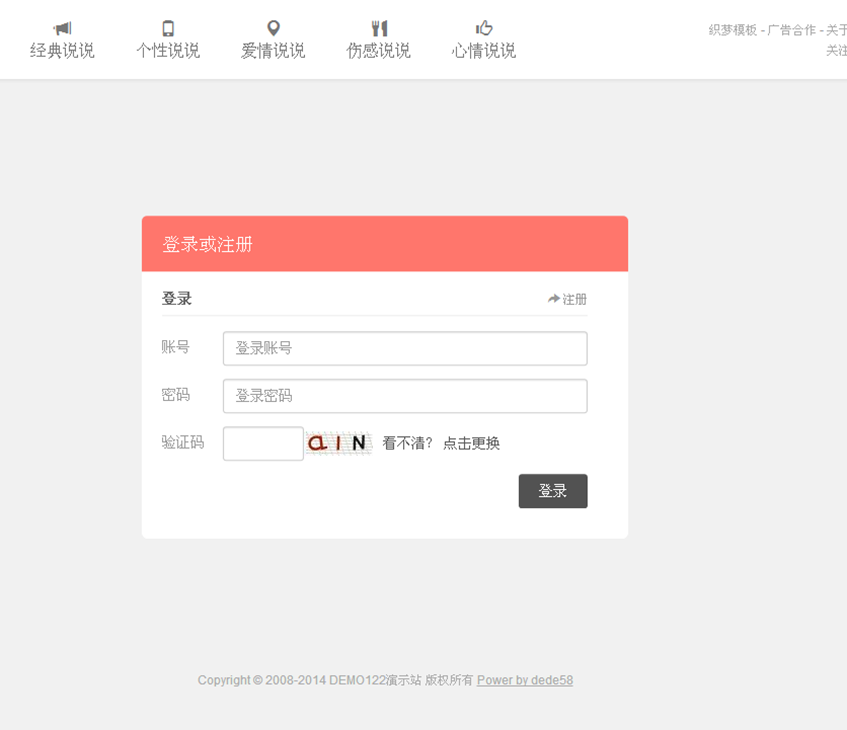 经典说说 个性说说 爱情说说 伤感说说 心情说说
织梦模板 - 广告合作 - 关于
关注
登录或注册
登录 注册
账号 登录账号
密码 登录密码
验证码 a I N 看不清? 点击更换
登录
Copyright © 2008-2014 DEMO122演示站 版权所有 Power by dede58